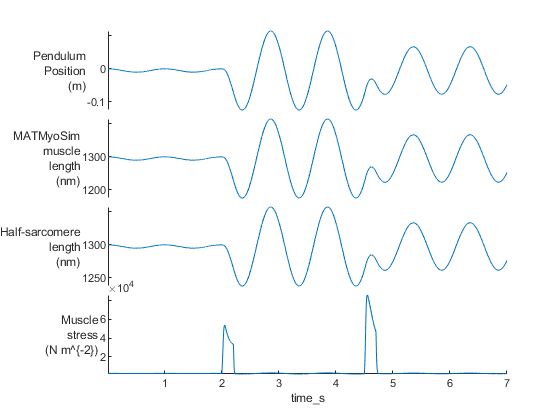 Pendulum
Position
(m)
0
-0.1
MATMyoSim
muscle
length
(nm)
1300
1200
Half-sarcomere
length
(nm)
1300
1250
×10^4
Muscle
stress
(N m^{-2})
6
4
2
1 2 3 4 5 6 7
time_s